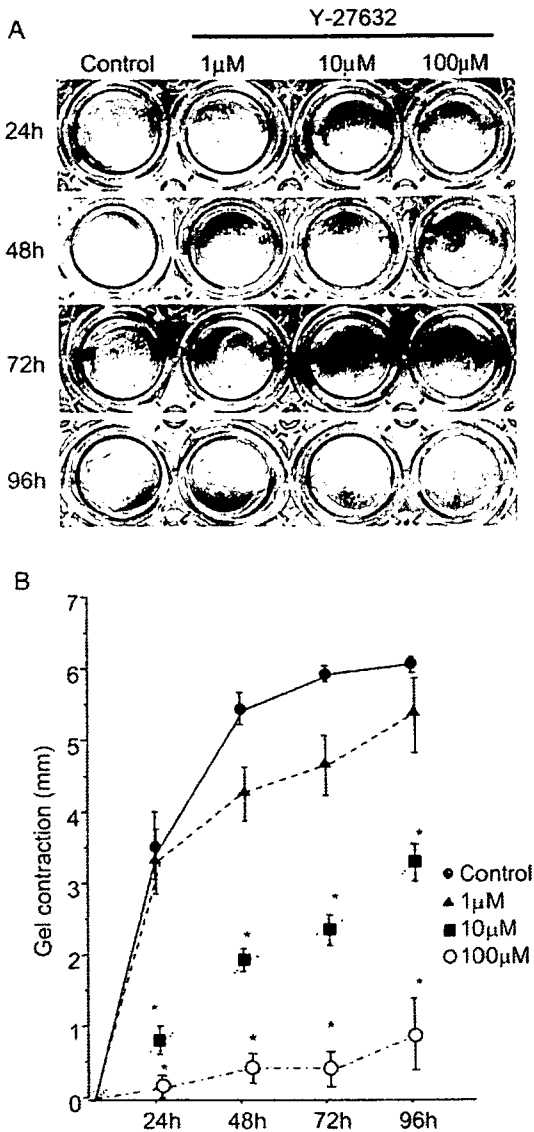 A
Y-27632
Control 1μM 10μM 100μM
24h
48h
72h
96h
B
7
6
5
4
3
2
1
0
Gel contraction (mm)
24h 48h 72h 96h
* * * *
* * * *
Control
1μM
10μM
100μM